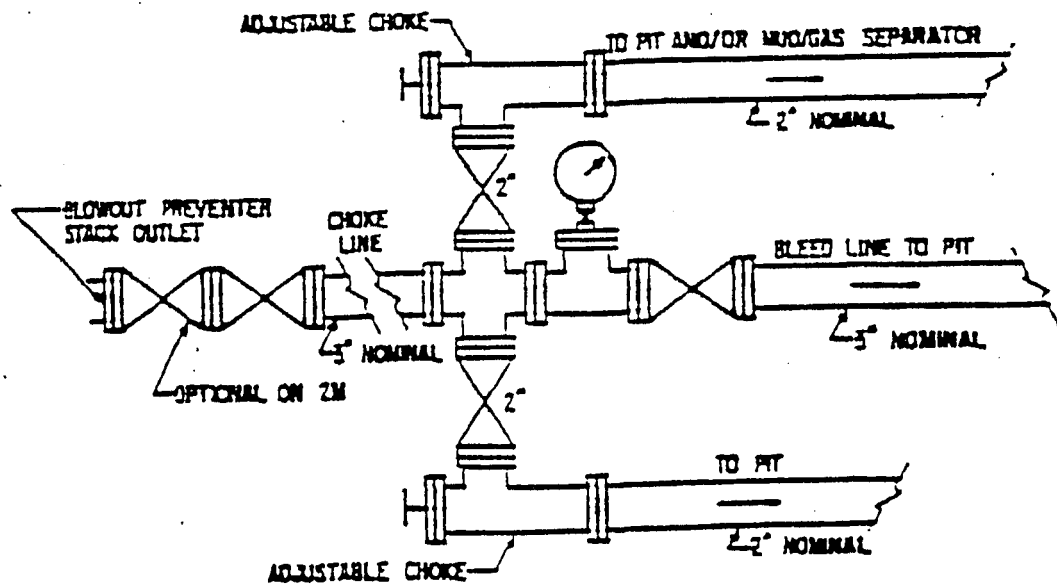 ADJUSTABLE CHOKE
TO PIT AND/OR MUD/GAS SEPARATOR
2" NOMINAL
2"
BLOWOUT PREVENTER
STACK OUTLET
CHOKE
LINE
BLEED LINE TO PIT
3" NOMINAL
3" NOMINAL
OPTIONAL ON 2M
2"
TO PIT
2" NOMINAL
ADJUSTABLE CHOKE